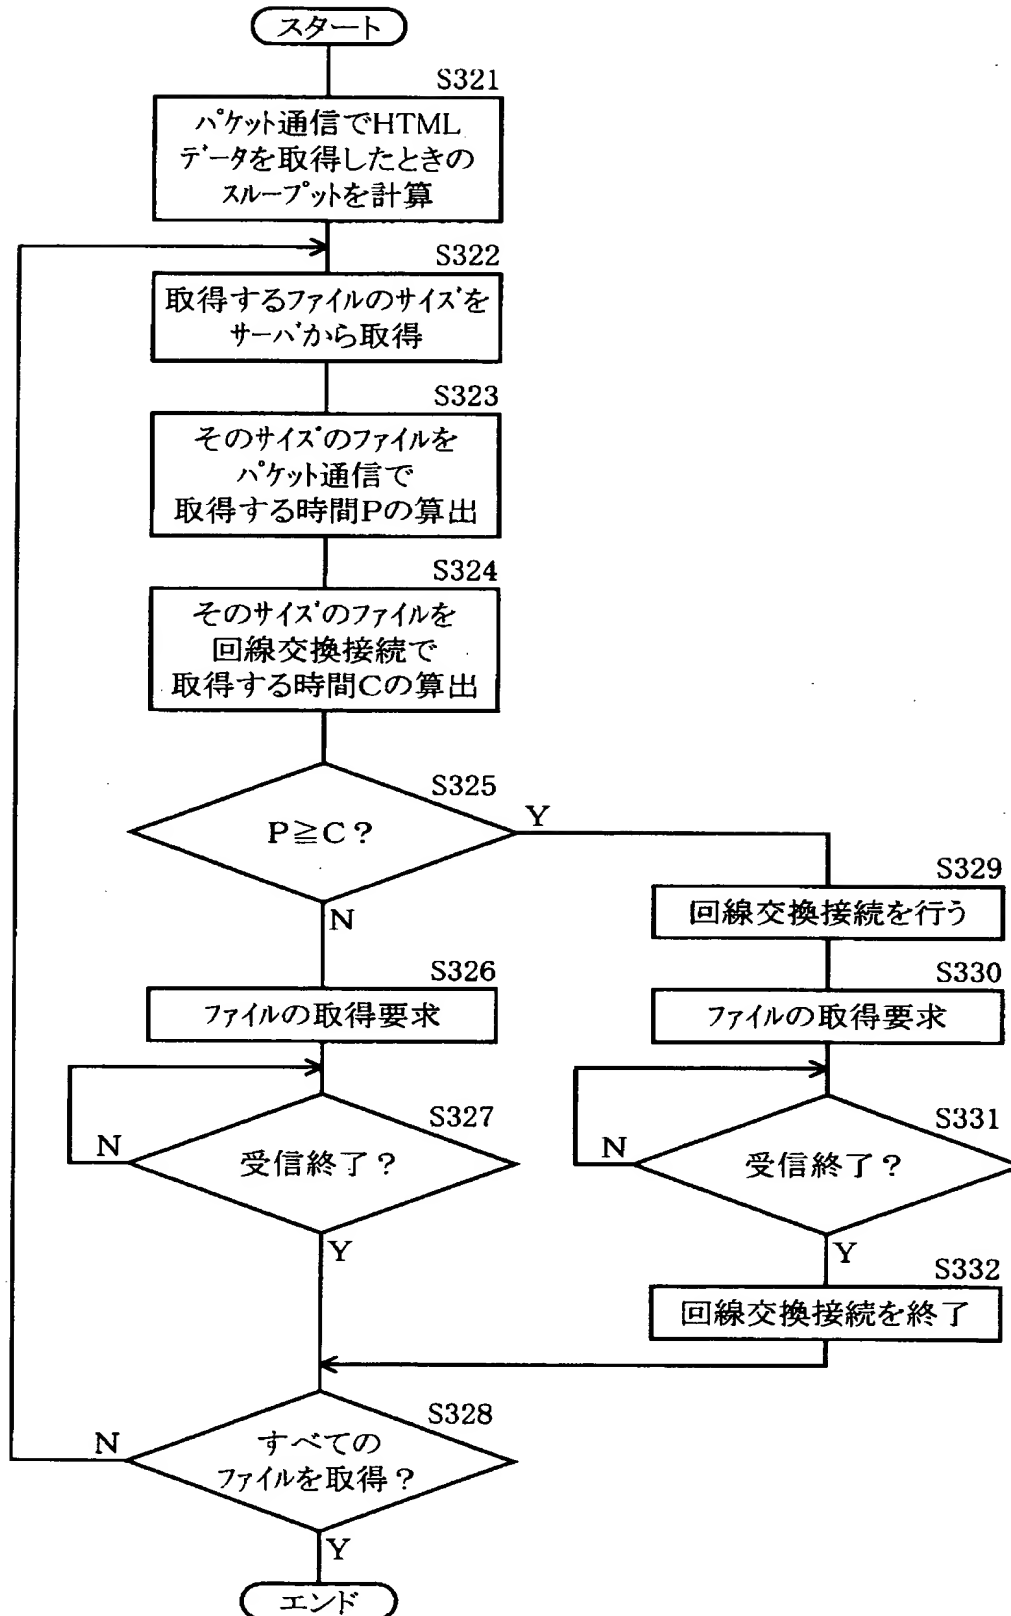 スタート
S321
パケット通信でHTML
データを取得したときの
スループットを計算
S322
取得するファイルのサイズを
サーバから取得
S323
そのサイズのファイルを
パケット通信で
取得する時間Pの算出
S324
そのサイズのファイルを
回線交換接続で
取得する時間Cの算出
S325
P≧C?
Y
N
S329
回線交換接続を行う
S326
ファイルの取得要求
S330
ファイルの取得要求
S327
受信終了?
N
Y
S331
受信終了?
N
Y
S332
回線交換接続を終了
S328
すべての
ファイルを取得?
N
Y
エンド